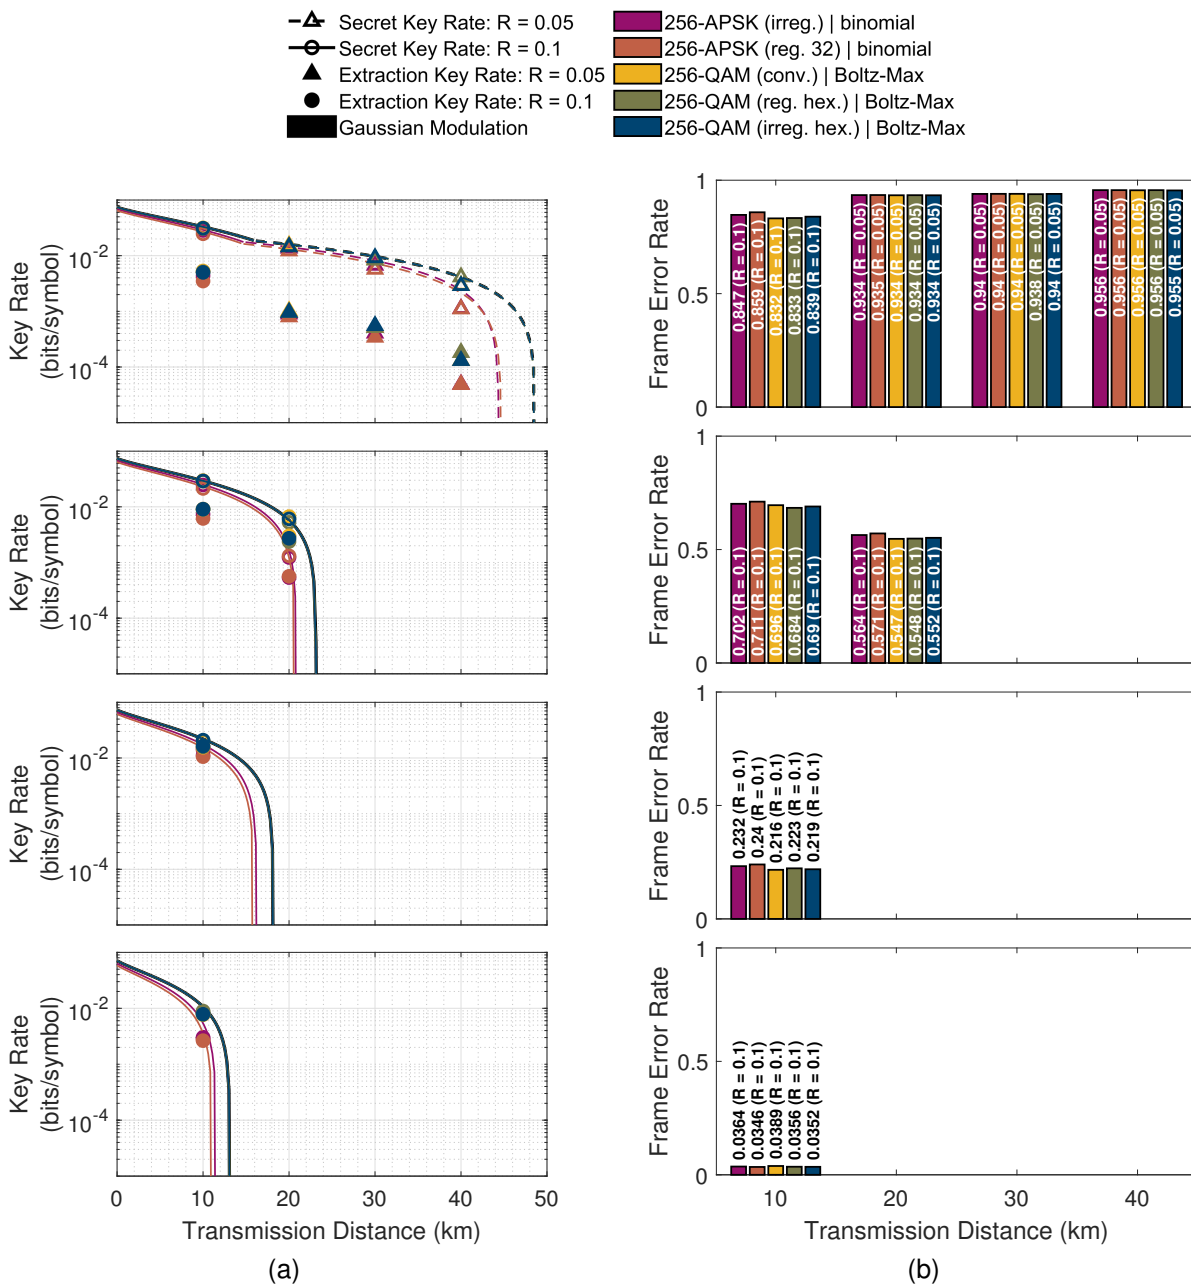 Secret Key Rate: R = 0.05
Secret Key Rate: R = 0.1
Extraction Key Rate: R = 0.05
Extraction Key Rate: R = 0.1
Gaussian Modulation
256-APSK (irreg.) | binomial
256-APSK (reg. 32) | binomial
256-QAM (conv.) | Boltz-Max
256-QAM (reg. hex.) | Boltz-Max
256-QAM (irreg. hex.) | Boltz-Max
Key Rate
(bits/symbol)
10-2
10-4
Key Rate
(bits/symbol)
10-2
10-4
Key Rate
(bits/symbol)
10-2
10-4
Key Rate
(bits/symbol)
10-2
10-4
0 10 20 30 40 50
Transmission Distance (km)
(a)
Frame Error Rate
1
0.5
0
0.847 (R = 0.1)
0.859 (R = 0.1)
0.832 (R = 0.1)
0.833 (R = 0.1)
0.839 (R = 0.1)
0.934 (R = 0.05)
0.935 (R = 0.05)
0.934 (R = 0.05)
0.934 (R = 0.05)
0.934 (R = 0.05)
0.94 (R = 0.05)
0.94 (R = 0.05)
0.94 (R = 0.05)
0.938 (R = 0.05)
0.94 (R = 0.05)
0.956 (R = 0.05)
0.956 (R = 0.05)
0.956 (R = 0.05)
0.956 (R = 0.05)
0.955 (R = 0.05)
Frame Error Rate
1
0.5
0
0.702 (R = 0.1)
0.711 (R = 0.1)
0.696 (R = 0.1)
0.684 (R = 0.1)
0.69 (R = 0.1)
0.564 (R = 0.1)
0.571 (R = 0.1)
0.547 (R = 0.1)
0.548 (R = 0.1)
0.552 (R = 0.1)
Frame Error Rate
1
0.5
0
0.232 (R = 0.1)
0.24 (R = 0.1)
0.216 (R = 0.1)
0.223 (R = 0.1)
0.219 (R = 0.1)
Frame Error Rate
1
0.5
0
0.0364 (R = 0.1)
0.0346 (R = 0.1)
0.0389 (R = 0.1)
0.0356 (R = 0.1)
0.0352 (R = 0.1)
10 20 30 40
Transmission Distance (km)
(b)